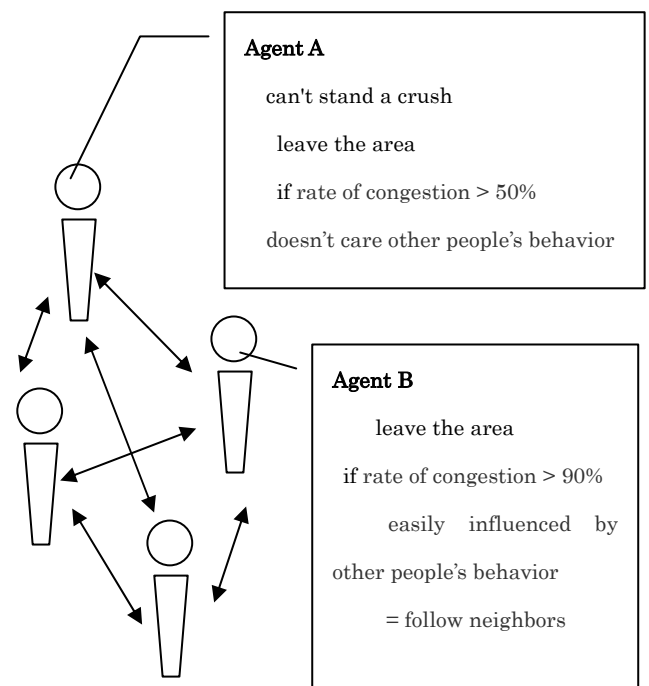 Agent A
can't stand a crush
leave the area
if rate of congestion > 50%
doesn't care other people's behavior
Agent B
leave the area
if rate of congestion > 90%
easily influenced by
other people's behavior
= follow neighbors